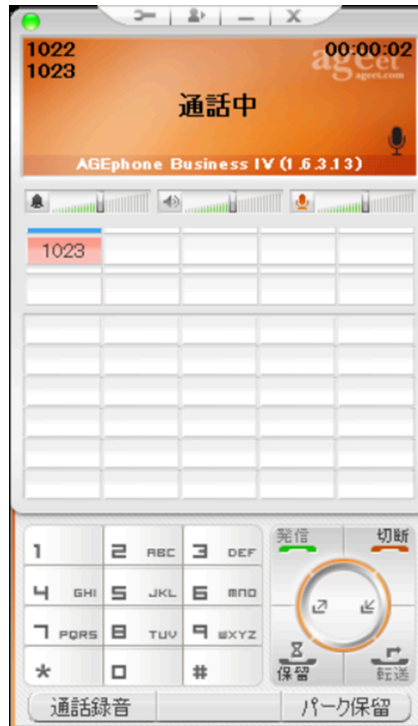 1022 00:00:02
1023
agEet
ageet.com
通話中
AGEphone Business IV (1.6.3.13)
1023
1 2 ABC 3 DEF
4 GHI 5 JKL 6 MNO
7 PQRS 8 TUV 9 WXYZ
* 0 #
発信 切断
保留 転送
通話録音 パーク保留